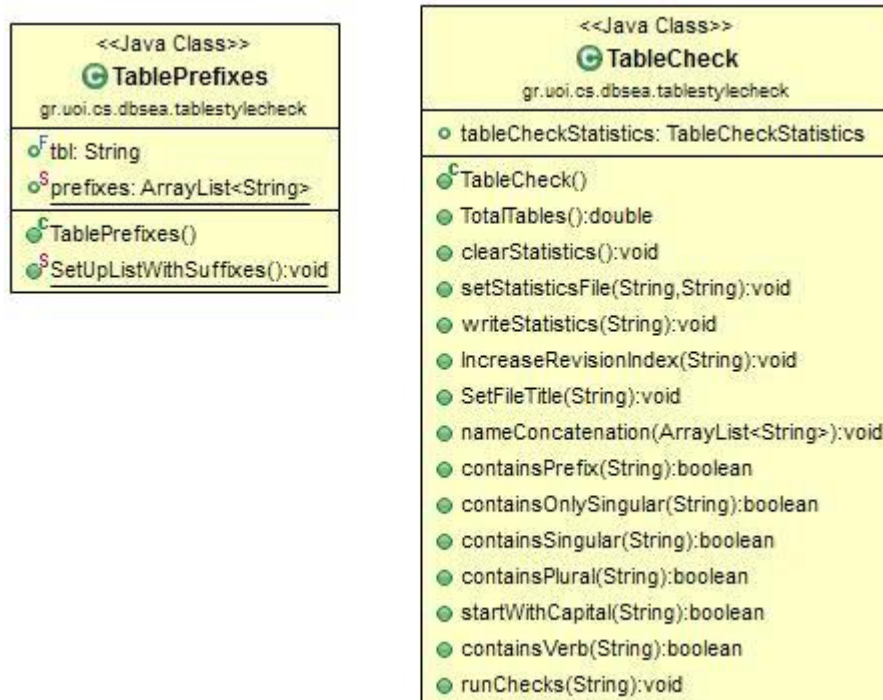 <<Java Class>>
C TablePrefixes
gr.uoi.cs.dbsea.tablestylecheck
F tbl: String
S prefixes: ArrayList<String>
C TablePrefixes()
S SetUpListWithSuffixes():void
<<Java Class>>
C TableCheck
gr.uoi.cs.dbsea.tablestylecheck
tableCheckStatistics: TableCheckStatistics
C TableCheck()
TotalTables():double
clearStatistics():void
setStatisticsFile(String,String):void
writeStatistics(String):void
IncreaseRevisionIndex(String):void
SetFileTitle(String):void
nameConcatenation(ArrayList<String>):void
containsPrefix(String):boolean
containsOnlySingular(String):boolean
containsSingular(String):boolean
containsPlural(String):boolean
startWithCapital(String):boolean
containsVerb(String):boolean
runChecks(String):void